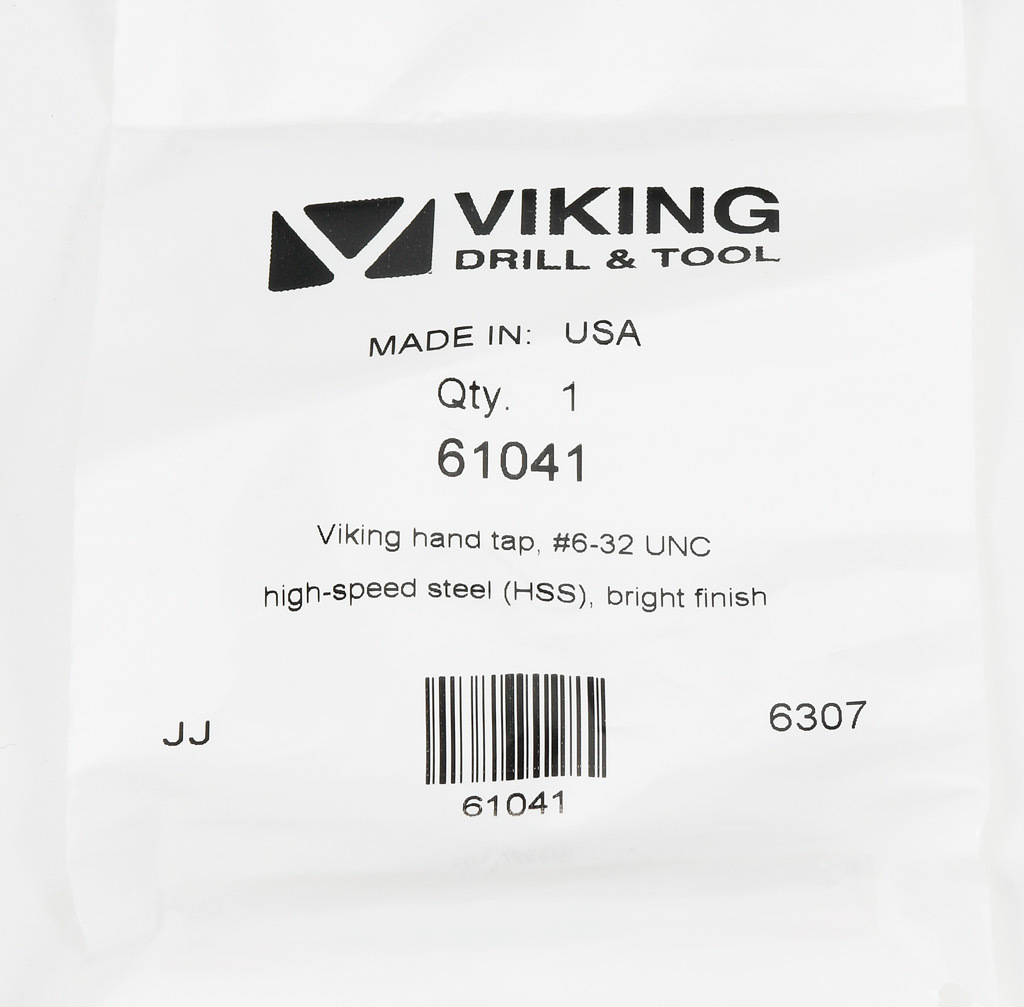 VIKING
DRILL & TOOL
MADE IN: USA
Qty. 1
61041
Viking hand tap, #6-32 UNC
high-speed steel (HSS), bright finish
JJ
6307
61041